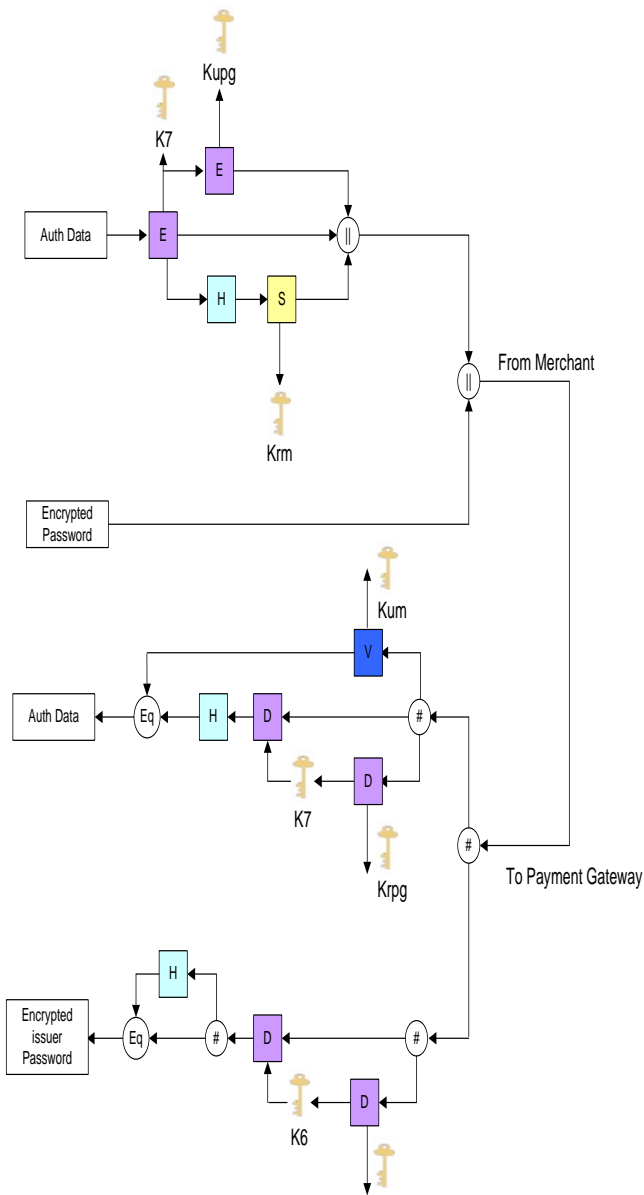 Kupg
K7
E
Auth Data
E
||
H
S
From Merchant
||
Krm
Encrypted
Password
Kum
V
Auth Data
Eq
H
D
#
K7
D
Krpg
#
To Payment Gateway
H
Encrypted
issuer
Password
Eq
#
D
#
K6
D